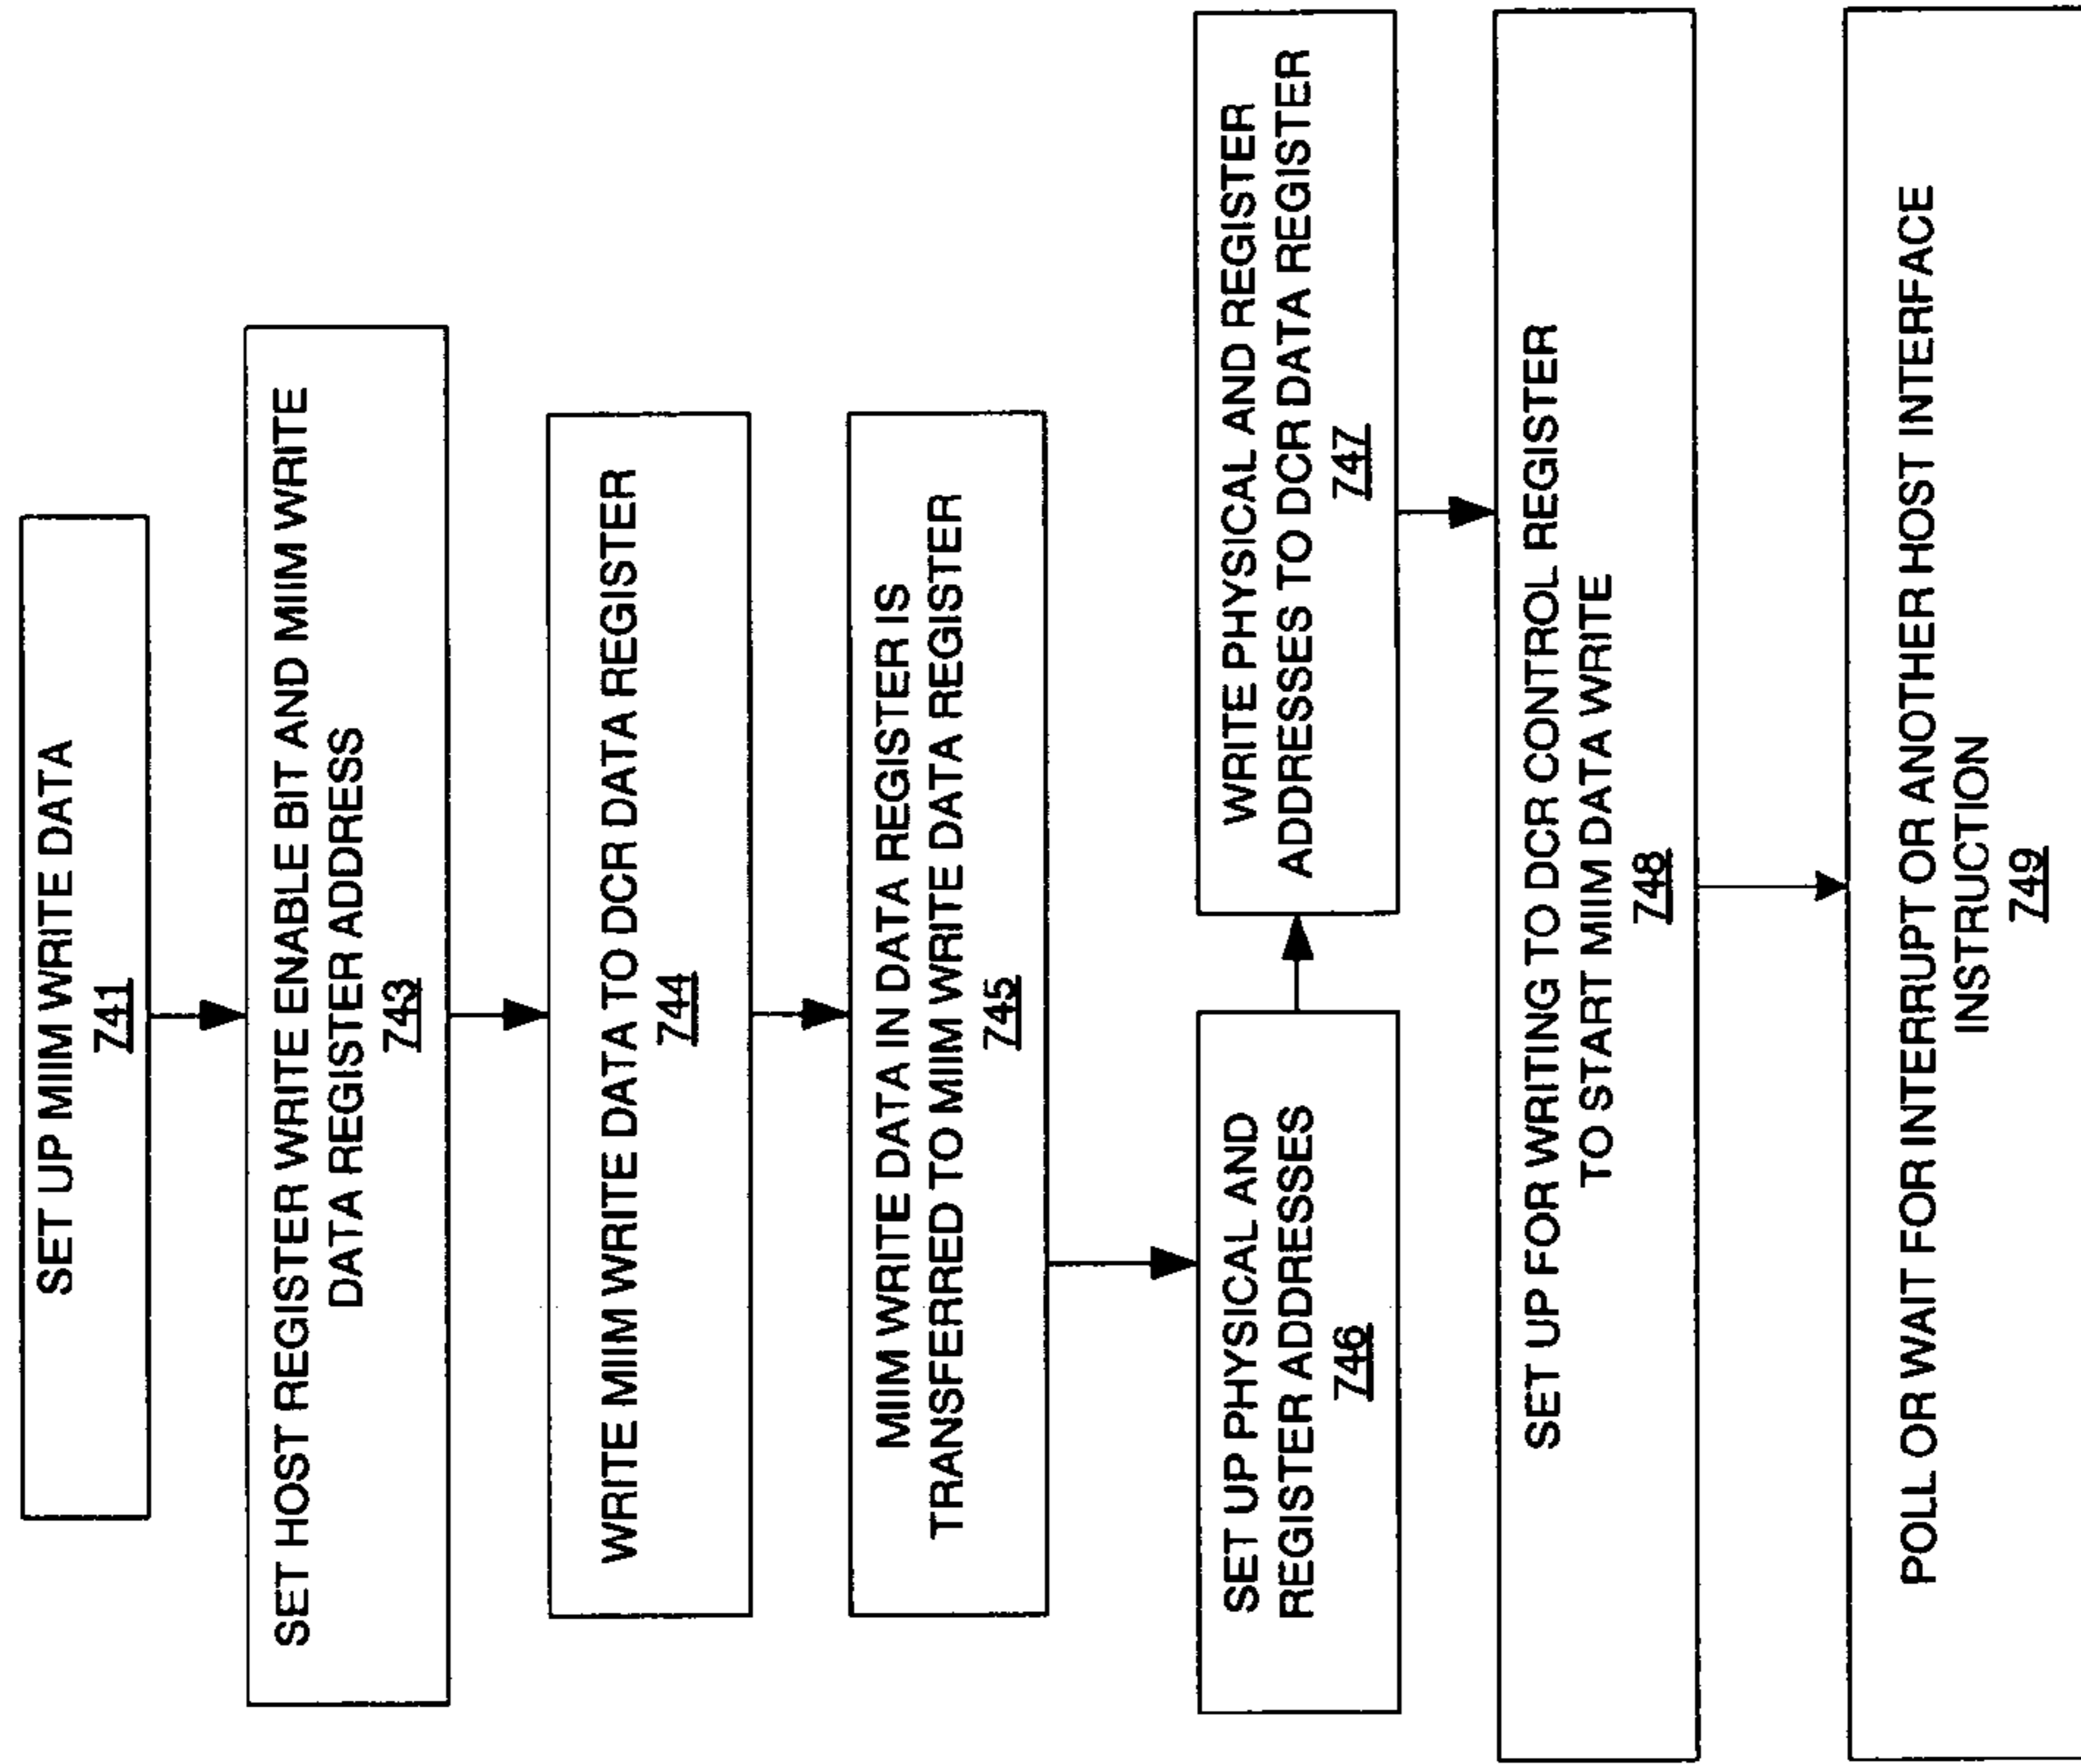 SET UP MIIM WRITE DATA
741
SET HOST REGISTER WRITE ENABLE BIT AND MIIM WRITE
DATA REGISTER ADDRESS
743
WRITE MIIM WRITE DATA TO DCR DATA REGISTER
744
MIIM WRITE DATA IN DATA REGISTER IS
TRANSFERRED TO MIIM WRITE DATA REGISTER
745
SET UP PHYSICAL AND
REGISTER ADDRESSES
746
WRITE PHYSICAL AND REGISTER
ADDRESSES TO DCR DATA REGISTER
747
SET UP FOR WRITING TO DCR CONTROL REGISTER
TO START MIIM DATA WRITE
748
POLL OR WAIT FOR INTERRUPT OR ANOTHER HOST INTERFACE
INSTRUCTION
749